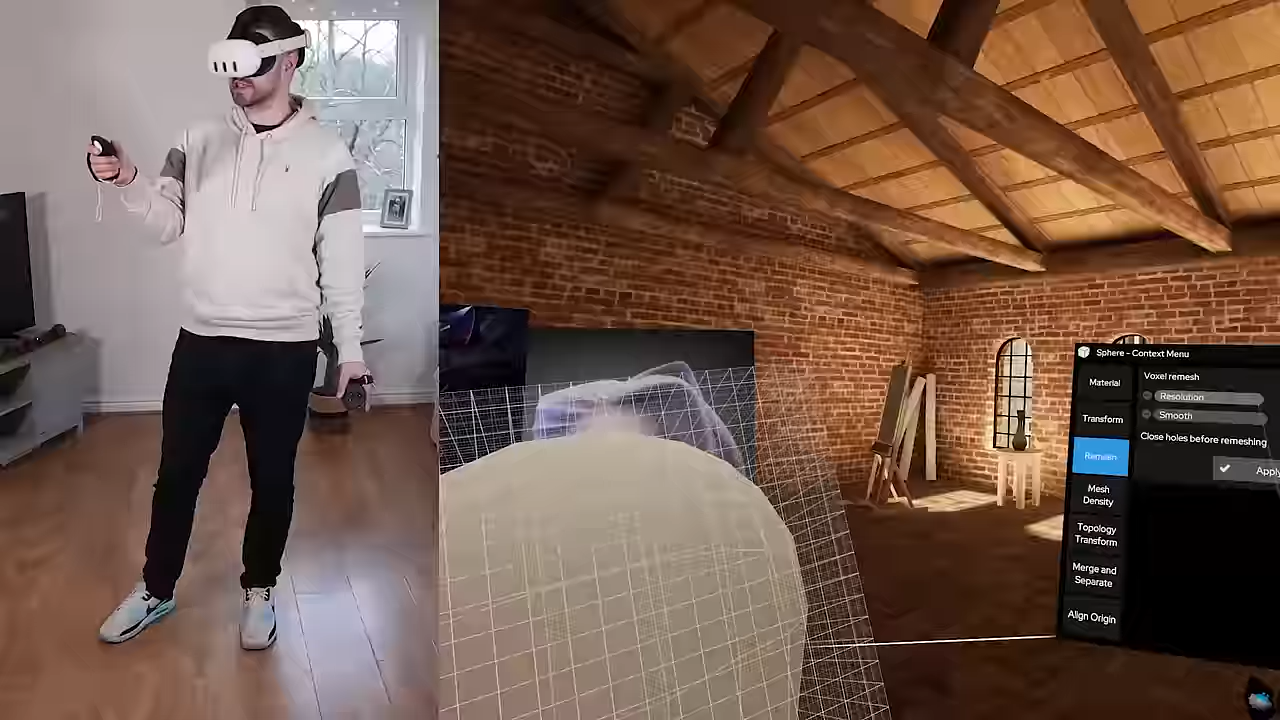 Sphere - Context Menu
Material
Transform
Remesh
Mesh
Density
Topology
Transform
Merge and
Separate
Align Origin
Voxel remesh
Resolution
Smooth
Close holes before remeshing
Apply